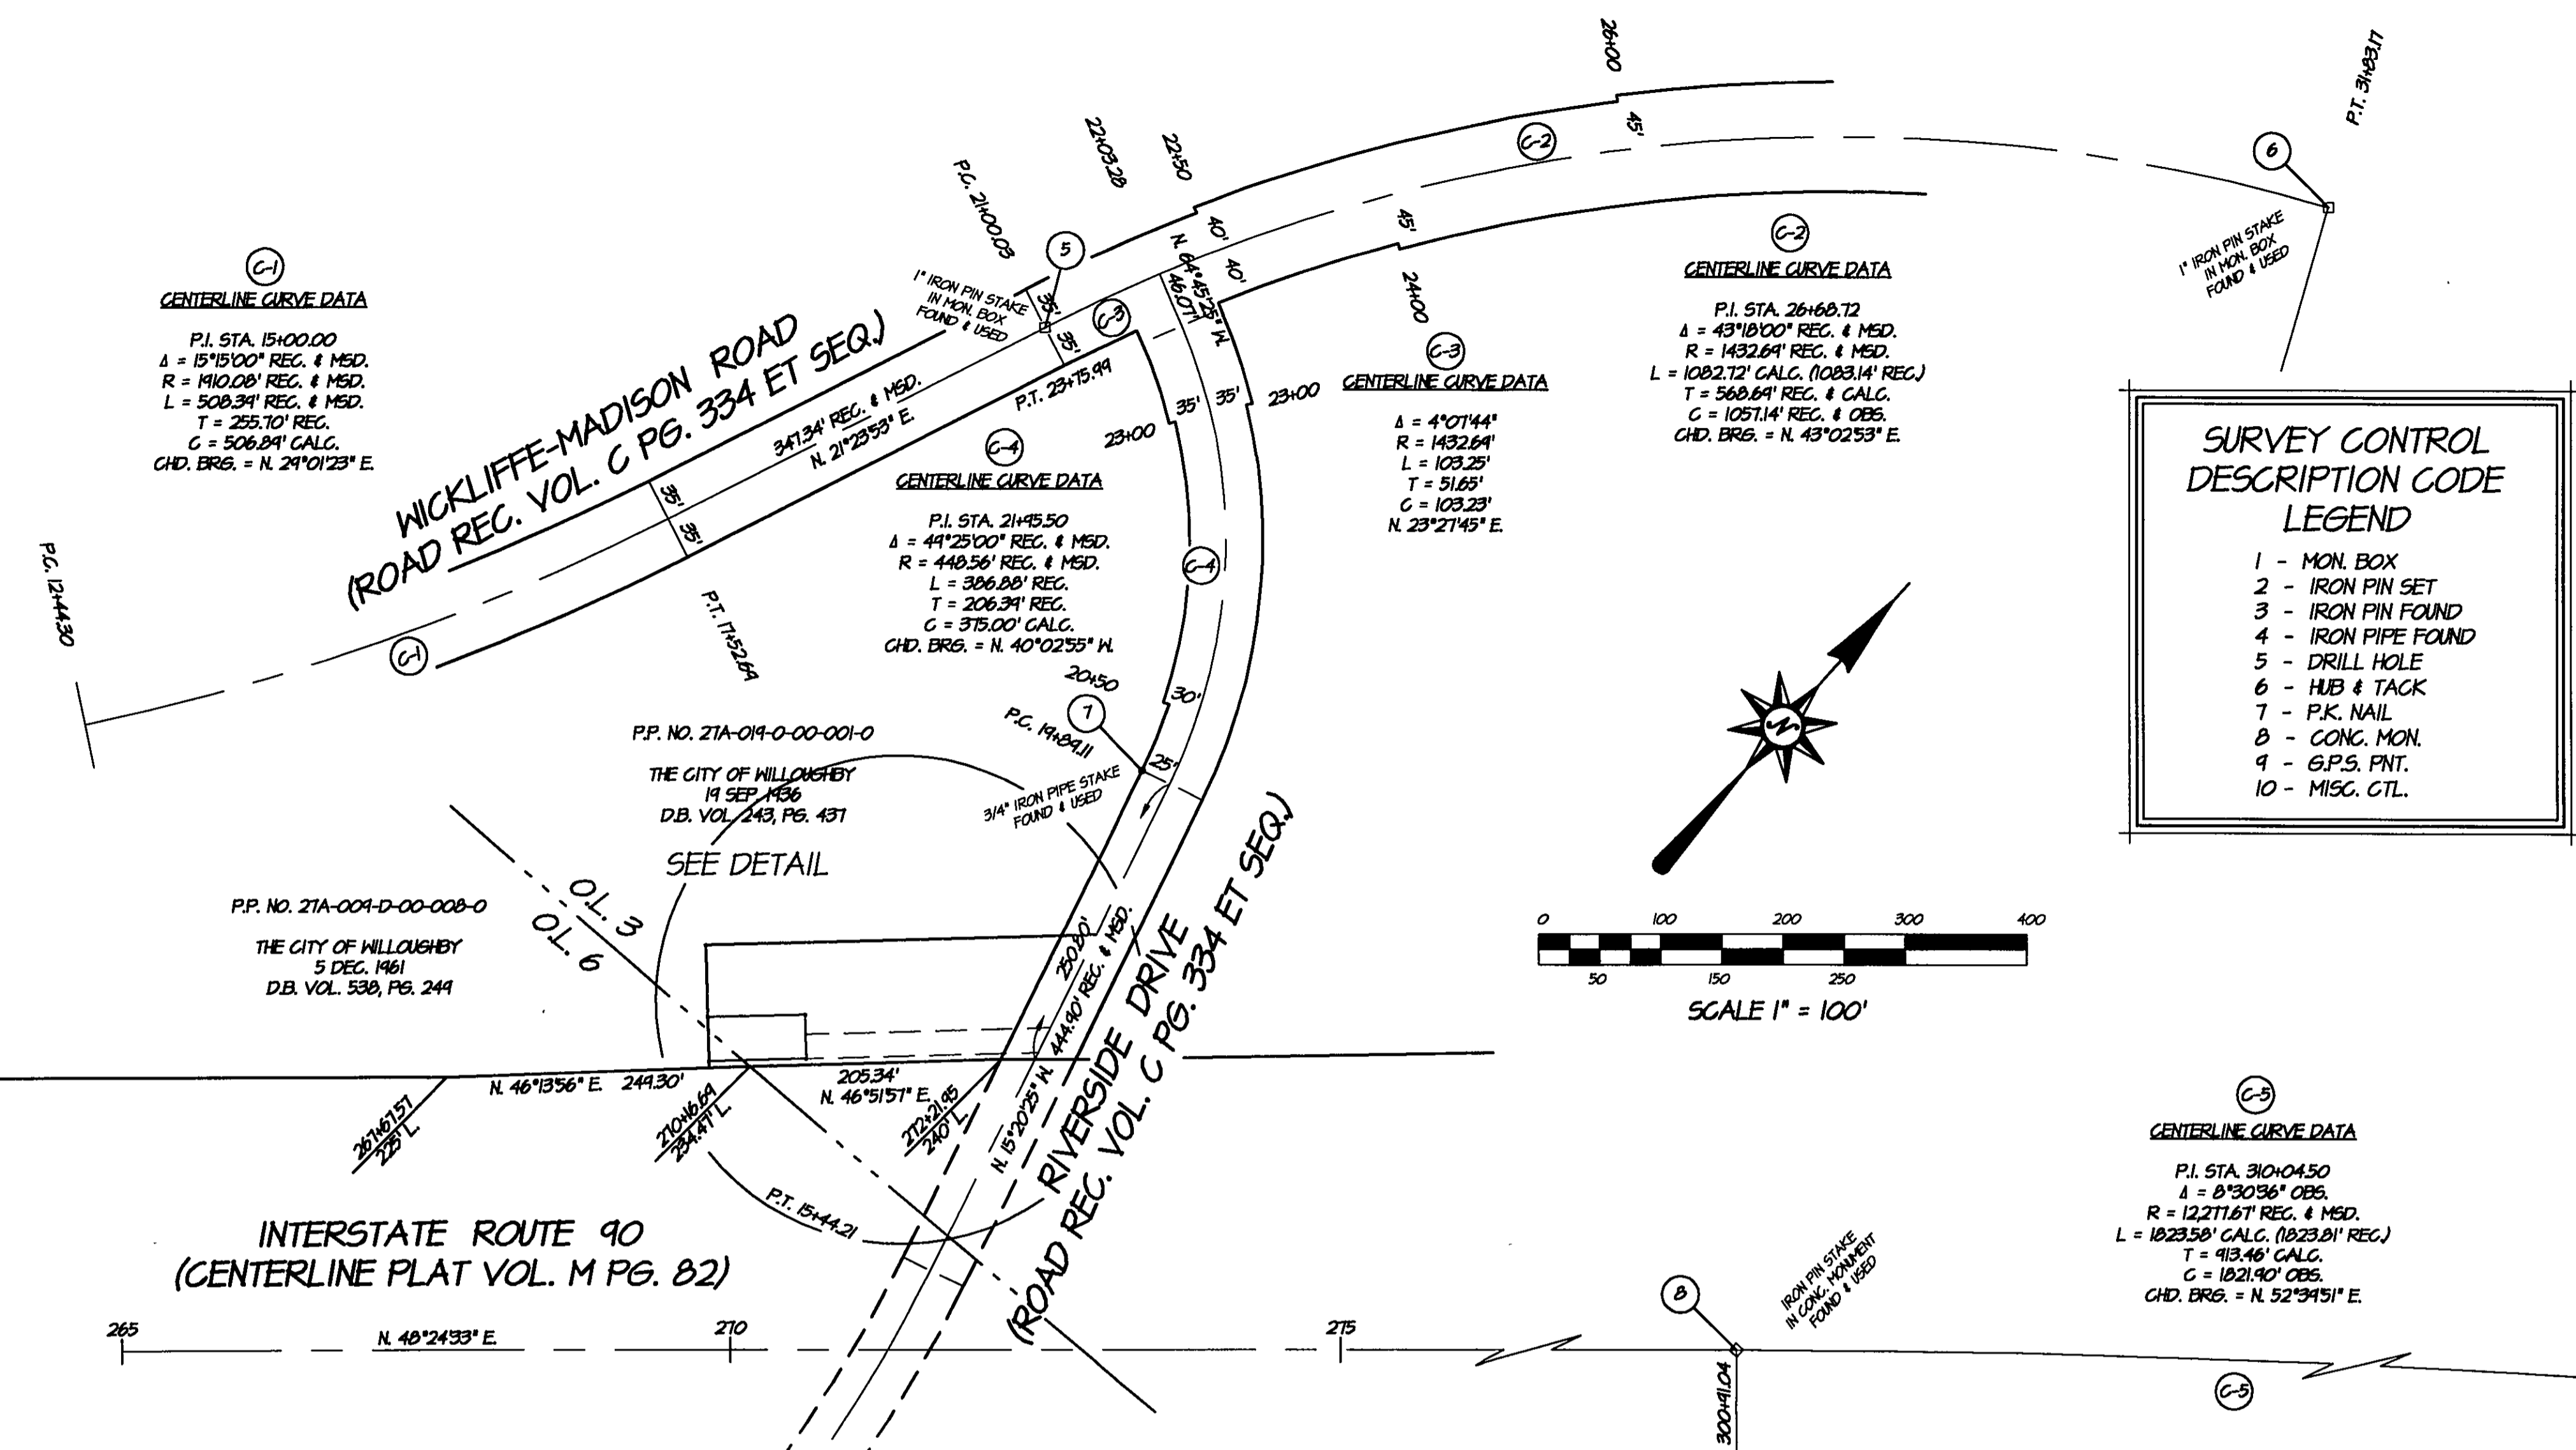 26+00
P.T. 31+83.17
22+03.28
22+50
P.C. 21+00.03
6
C-2
45'
1" IRON PIN STAKE
IN MON. BOX
FOUND & USED
5
1" IRON PIN STAKE
IN MON. BOX
FOUND & USED
35'
35'
C-3
40'
40'
N. 64°45'25" W.
46.07'
45'
24+00
C-1
CENTERLINE CURVE DATA
P.I. STA. 15+00.00
Δ = 15°15'00" REC. & MSD.
R = 1910.08' REC. & MSD.
L = 508.39' REC. & MSD.
T = 255.70' REC.
C = 506.89' CALC.
CHD. BRG. = N. 29°01'23" E.
C-2
CENTERLINE CURVE DATA
P.I. STA. 26+68.72
Δ = 43°18'00" REC. & MSD.
R = 1432.69' REC. & MSD.
L = 1082.72' CALC. (1083.14' REC.)
T = 568.69' REC. & CALC.
C = 1057.14' REC. & OBS.
CHD. BRG. = N. 43°02'53" E.
C-3
CENTERLINE CURVE DATA
Δ = 4°07'44"
R = 1432.69'
L = 103.25'
T = 51.65'
C = 103.23'
N. 23°27'45" E.
WICKLIFFE-MADISON ROAD
(ROAD REC. VOL. C PG. 334 ET SEQ.)
347.34' REC. & MSD.
N. 21°23'53" E.
P.T. 23+75.99
35'
35'
23+00
23+00
35'
35'
C-4
CENTERLINE CURVE DATA
P.I. STA. 21+95.50
Δ = 49°25'00" REC. & MSD.
R = 448.56' REC. & MSD.
L = 386.88' REC.
T = 206.39' REC.
C = 375.00' CALC.
CHD. BRG. = N. 40°02'55" W.
P.C. 12+44.30
C-1
P.T. 17+52.69
C-4
20+50
30'
7
P.C. 19+89.11
25'
3/4" IRON PIPE STAKE
FOUND & USED
SURVEY CONTROL
DESCRIPTION CODE
LEGEND
1 - MON. BOX
2 - IRON PIN SET
3 - IRON PIN FOUND
4 - IRON PIPE FOUND
5 - DRILL HOLE
6 - HUB & TACK
7 - P.K. NAIL
8 - CONC. MON.
9 - G.P.S. PNT.
10 - MISC. CTL.
N
P.P. NO. 27A-019-0-00-001-0
THE CITY OF WILLOUGHBY
19 SEP. 1936
D.B. VOL. 243, PG. 437
SEE DETAIL
P.P. NO. 27A-009-D-00-008-0
THE CITY OF WILLOUGHBY
5 DEC. 1961
D.B. VOL. 538, PG. 249
O.L. 3
O.L. 6
250.80'
444.90' REC. & MSD.
N. 15°20'25" W.
RIVERSIDE DRIVE
(ROAD REC. VOL. C PG. 334 ET SEQ.)
0 100 200 300 400
50 150 250
SCALE 1" = 100'
N. 46°13'56" E. 249.30'
205.34'
N. 46°51'57" E.
267+67.57
225' L.
270+16.69
234.47' L.
272+21.95
240' L.
P.T. 15+44.21
INTERSTATE ROUTE 90
(CENTERLINE PLAT VOL. M PG. 82)
C-5
CENTERLINE CURVE DATA
P.I. STA. 310+04.50
Δ = 8°30'36" OBS.
R = 12,277.67' REC. & MSD.
L = 1823.58' CALC. (1823.81' REC.)
T = 913.46' CALC.
C = 1821.90' OBS.
CHD. BRG. = N. 52°39'51" E.
8
IRON PIN STAKE
IN CONC. MONUMENT
FOUND & USED
265
N. 48°24'33" E.
270
275
300+91.04
C-5